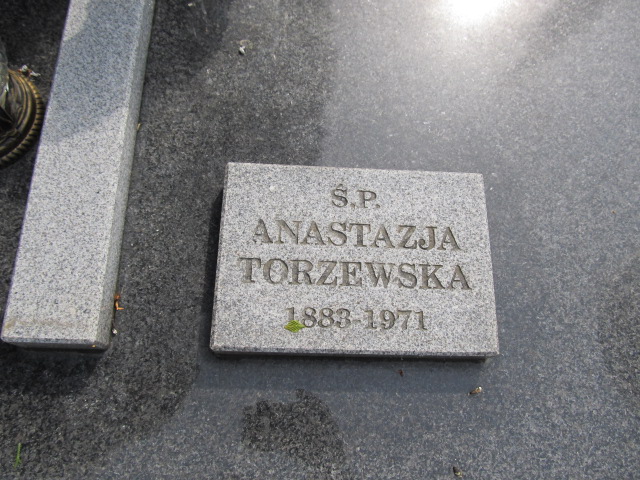 Ś.P.
ANASTAZJA
TORZEWSKA
1883-1971